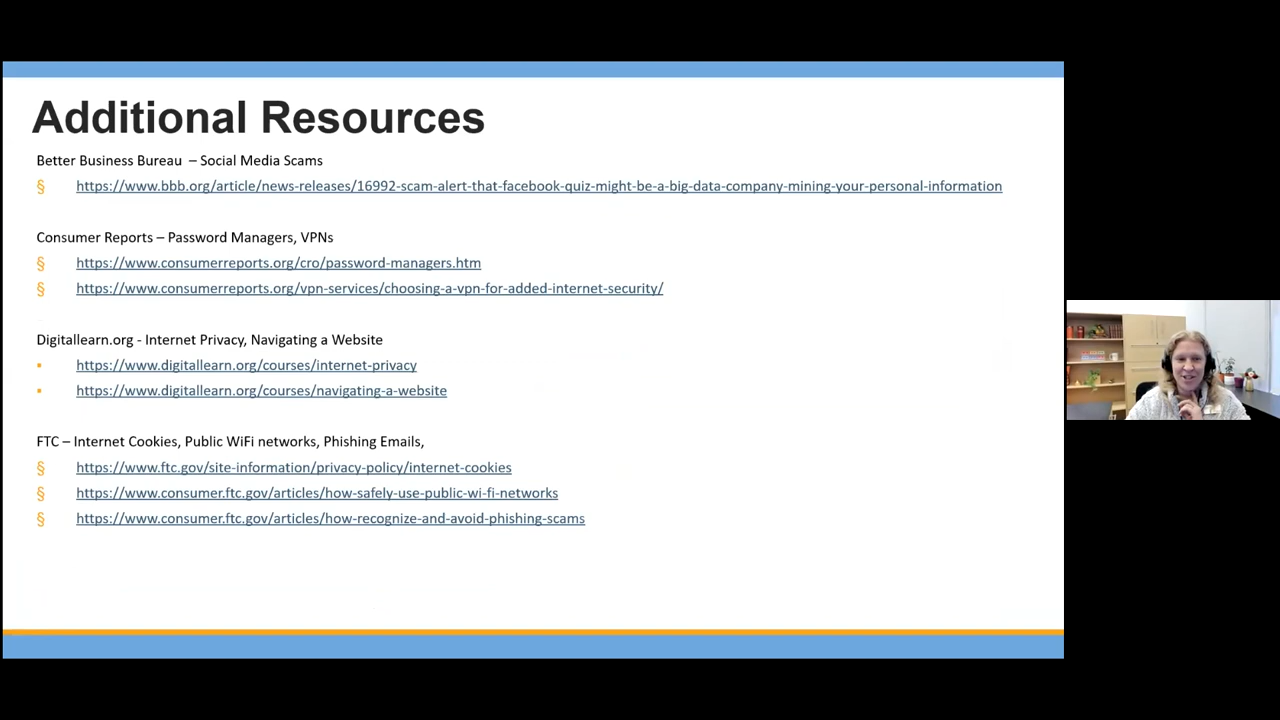 Additional Resources
Better Business Bureau – Social Media Scams
§ https://www.bbb.org/article/news-releases/16992-scam-alert-that-facebook-quiz-might-be-a-big-data-company-mining-your-personal-information
Consumer Reports – Password Managers, VPNs
§ https://www.consumerreports.org/cro/password-managers.htm
§ https://www.consumerreports.org/vpn-services/choosing-a-vpn-for-added-internet-security/
Digitallearn.org - Internet Privacy, Navigating a Website
▪ https://www.digitallearn.org/courses/internet-privacy
▪ https://www.digitallearn.org/courses/navigating-a-website
FTC – Internet Cookies, Public WiFi networks, Phishing Emails,
§ https://www.ftc.gov/site-information/privacy-policy/internet-cookies
§ https://www.consumer.ftc.gov/articles/how-safely-use-public-wi-fi-networks
§ https://www.consumer.ftc.gov/articles/how-recognize-and-avoid-phishing-scams